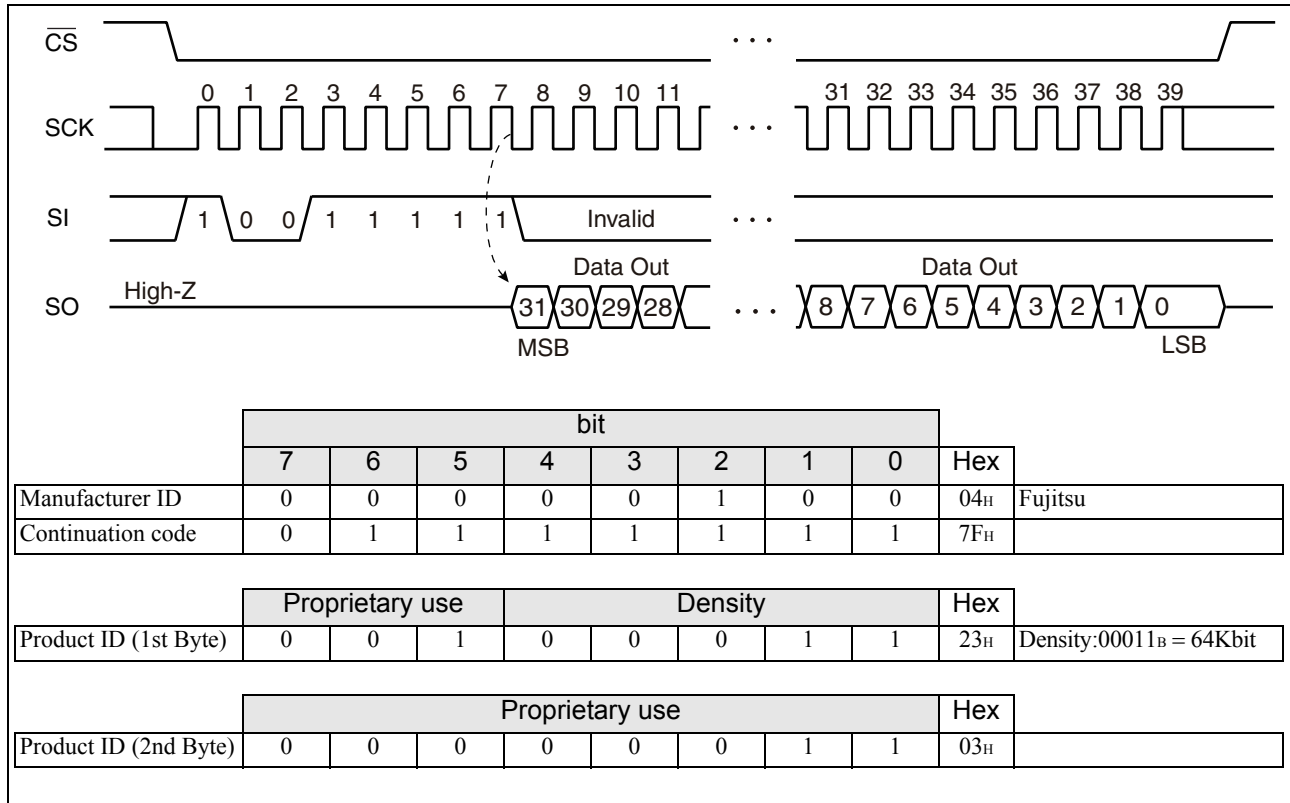 CS
. . .
0 1 2 3 4 5 6 7 8 9 10 11 31 32 33 34 35 36 37 38 39
SCK . . .
SI 1 0 0 1 1 1 1 1 Invalid . . .
Data Out Data Out
High-Z
SO 31 30 29 28 . . . 8 7 6 5 4 3 2 1 0
MSB LSB
bit
7 6 5 4 3 2 1 0 Hex
Manufacturer ID 0 0 0 0 0 1 0 0 04H Fujitsu
Continuation code 0 1 1 1 1 1 1 1 7FH
Proprietary use Density Hex
Product ID (1st Byte) 0 0 1 0 0 0 1 1 23H Density:00011B = 64Kbit
Proprietary use Hex
Product ID (2nd Byte) 0 0 0 0 0 0 1 1 03H